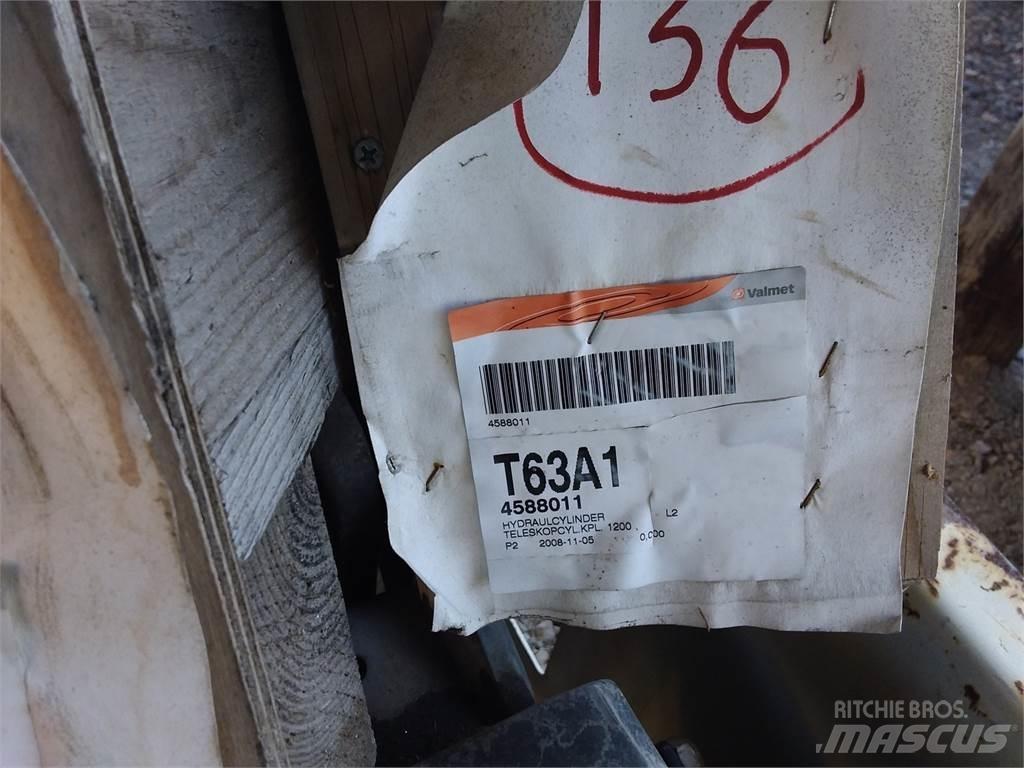 136
Valmet
4588011
T63A1
4588011
HYDRAULCYLINDER L2
TELESKOPCYL.KPL. 1200
P2 2008-11-05 0,000
RITCHIE BROS.
MASCUS